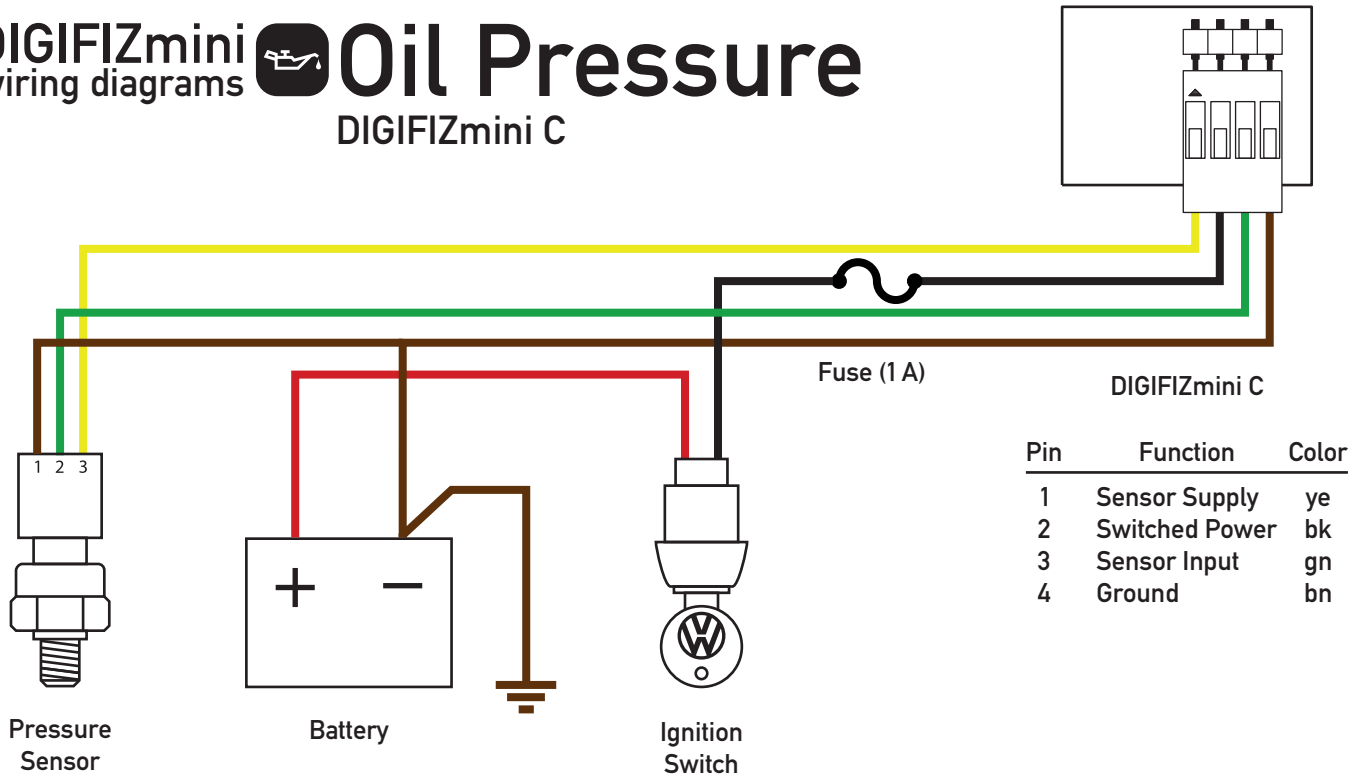 DIGIFIZmini
wiring diagrams
Oil Pressure
DIGIFIZmini C
Fuse (1 A)
DIGIFIZmini C
Pin Function Color
1 Sensor Supply ye
2 Switched Power bk
3 Sensor Input gn
4 Ground bn
1 2 3
+ −
VW
Pressure
Sensor
Battery
Ignition
Switch